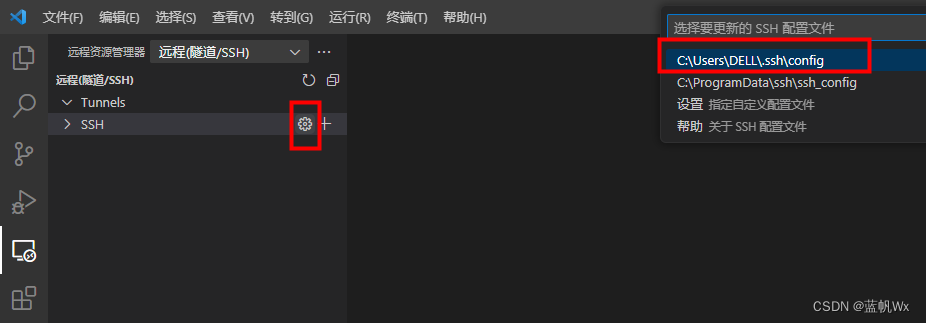 文件(F) 编辑(E) 选择(S) 查看(V) 转到(G) 运行(R) 终端(T) 帮助(H)
远程资源管理器 远程(隧道/SSH)
远程(隧道/SSH)
Tunnels
SSH
选择要更新的 SSH 配置文件
C:\Users\DELL\.ssh\config
C:\ProgramData\ssh\ssh_config
设置 指定自定义配置文件
帮助 关于 SSH 配置文件
CSDN @蓝帆Wx